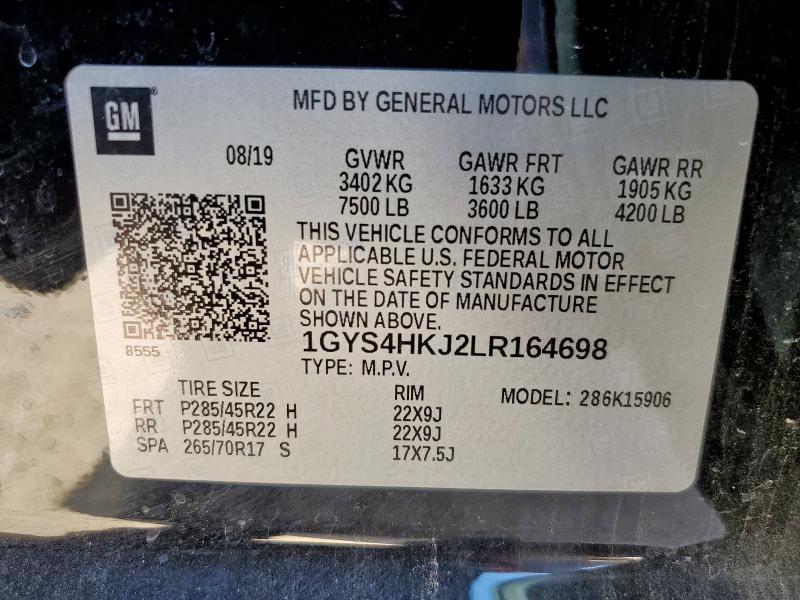 GM®
MFD BY GENERAL MOTORS LLC
08/19 GVWR GAWR FRT GAWR RR
3402 KG 1633 KG 1905 KG
7500 LB 3600 LB 4200 LB
THIS VEHICLE CONFORMS TO ALL
APPLICABLE U.S. FEDERAL MOTOR
VEHICLE SAFETY STANDARDS IN EFFECT
ON THE DATE OF MANUFACTURE
SHOWN ABOVE.
8555
1GYS4HKJ2LR164698
TYPE: M.P.V.
TIRE SIZE RIM MODEL: 286K15906
FRT P285/45R22 H 22X9J
RR P285/45R22 H 22X9J
SPA 265/70R17 S 17X7.5J